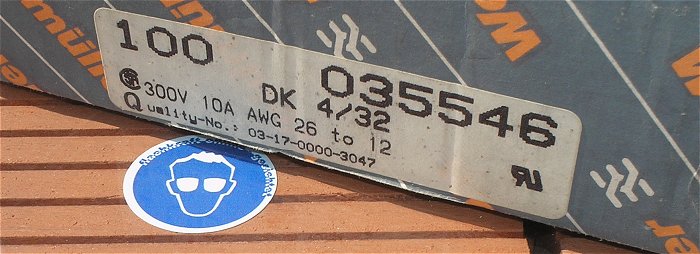 100
035546
DK 4/32
300V 10A AWG 26 to 12
Quality-No.: 03-17-0000-3047